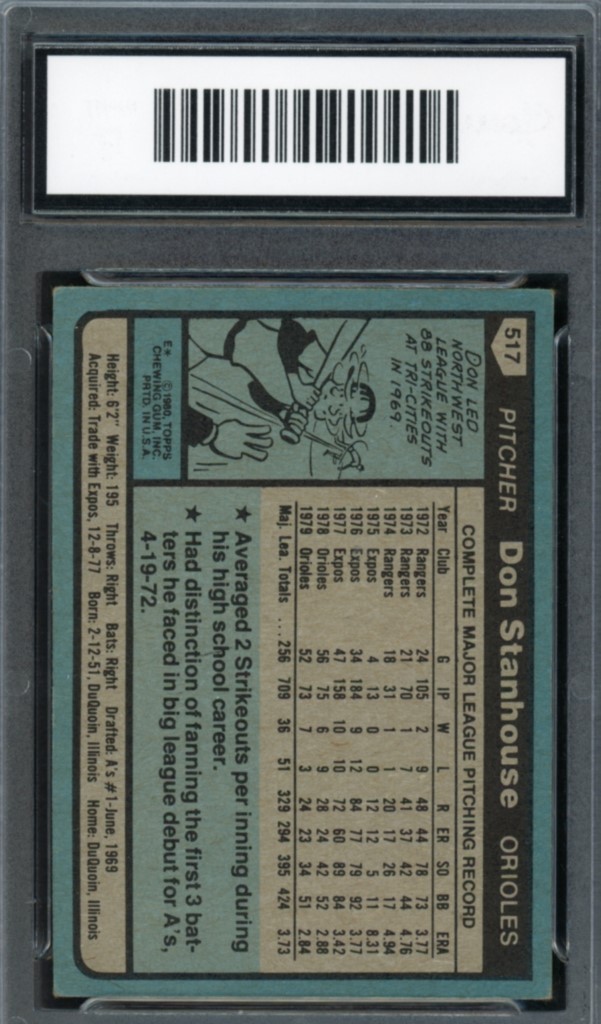 517 PITCHER Don Stanhouse ORIOLES
DON LED
NORTHWEST
LEAGUE WITH
88 STRIKEOUTS
AT TRI-CITIES
IN 1969.
E* ©1980, TOPPS
CHEWING GUM, INC.
PRTD. IN U.S.A.
COMPLETE MAJOR LEAGUE PITCHING RECORD
Year Club G IP W L R ER SO BB ERA
1972 Rangers 24 105 2 9 48 44 78 73 3.77
1973 Rangers 21 70 1 7 41 37 42 44 4.76
1974 Rangers 18 31 1 1 20 17 26 17 4.94
1975 Expos 4 13 0 0 12 12 5 11 8.31
1976 Expos 34 184 9 12 84 77 79 92 3.77
1977 Expos 47 158 10 10 72 60 89 84 3.42
1978 Orioles 56 75 6 9 28 24 42 52 2.88
1979 Orioles 52 73 7 3 24 23 34 51 2.84
Maj. Lea. Totals ... 256 709 36 51 329 294 395 424 3.73
★ Averaged 2 Strikeouts per inning during
his high school career.
★ Had distinction of fanning the first 3 bat-
ters he faced in big league debut for A's,
4-19-72.
Height: 6'2" Weight: 195 Throws: Right Bats: Right Drafted: A's #1-June, 1969
Acquired: Trade with Expos, 12-8-77 Born: 2-12-51, DuQuoin, Illinois Home: DuQuoin, Illinois